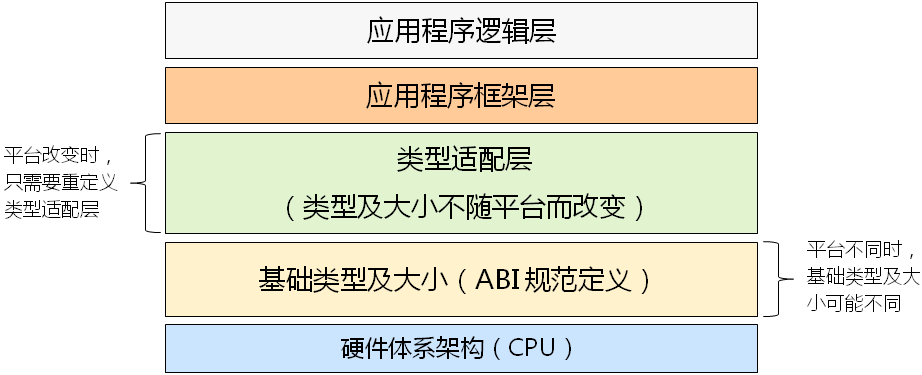 应用程序逻辑层
应用程序框架层
平台改变时，
只需要重定义
类型适配层
类型适配层
（类型及大小不随平台而改变）
基础类型及大小（ABI 规范定义）
平台不同时，
基础类型及大
小可能不同
硬件体系架构（CPU）